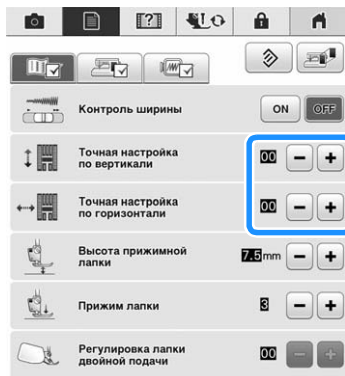 Контроль ширины
ON OFF
Точная настройка
по вертикали
00 - +
Точная настройка
по горизонтали
00 - +
Высота прижимной
лапки
7.5mm - +
Прижим лапки
3 - +
Регулировка лапки
двойной подачи
00 - +